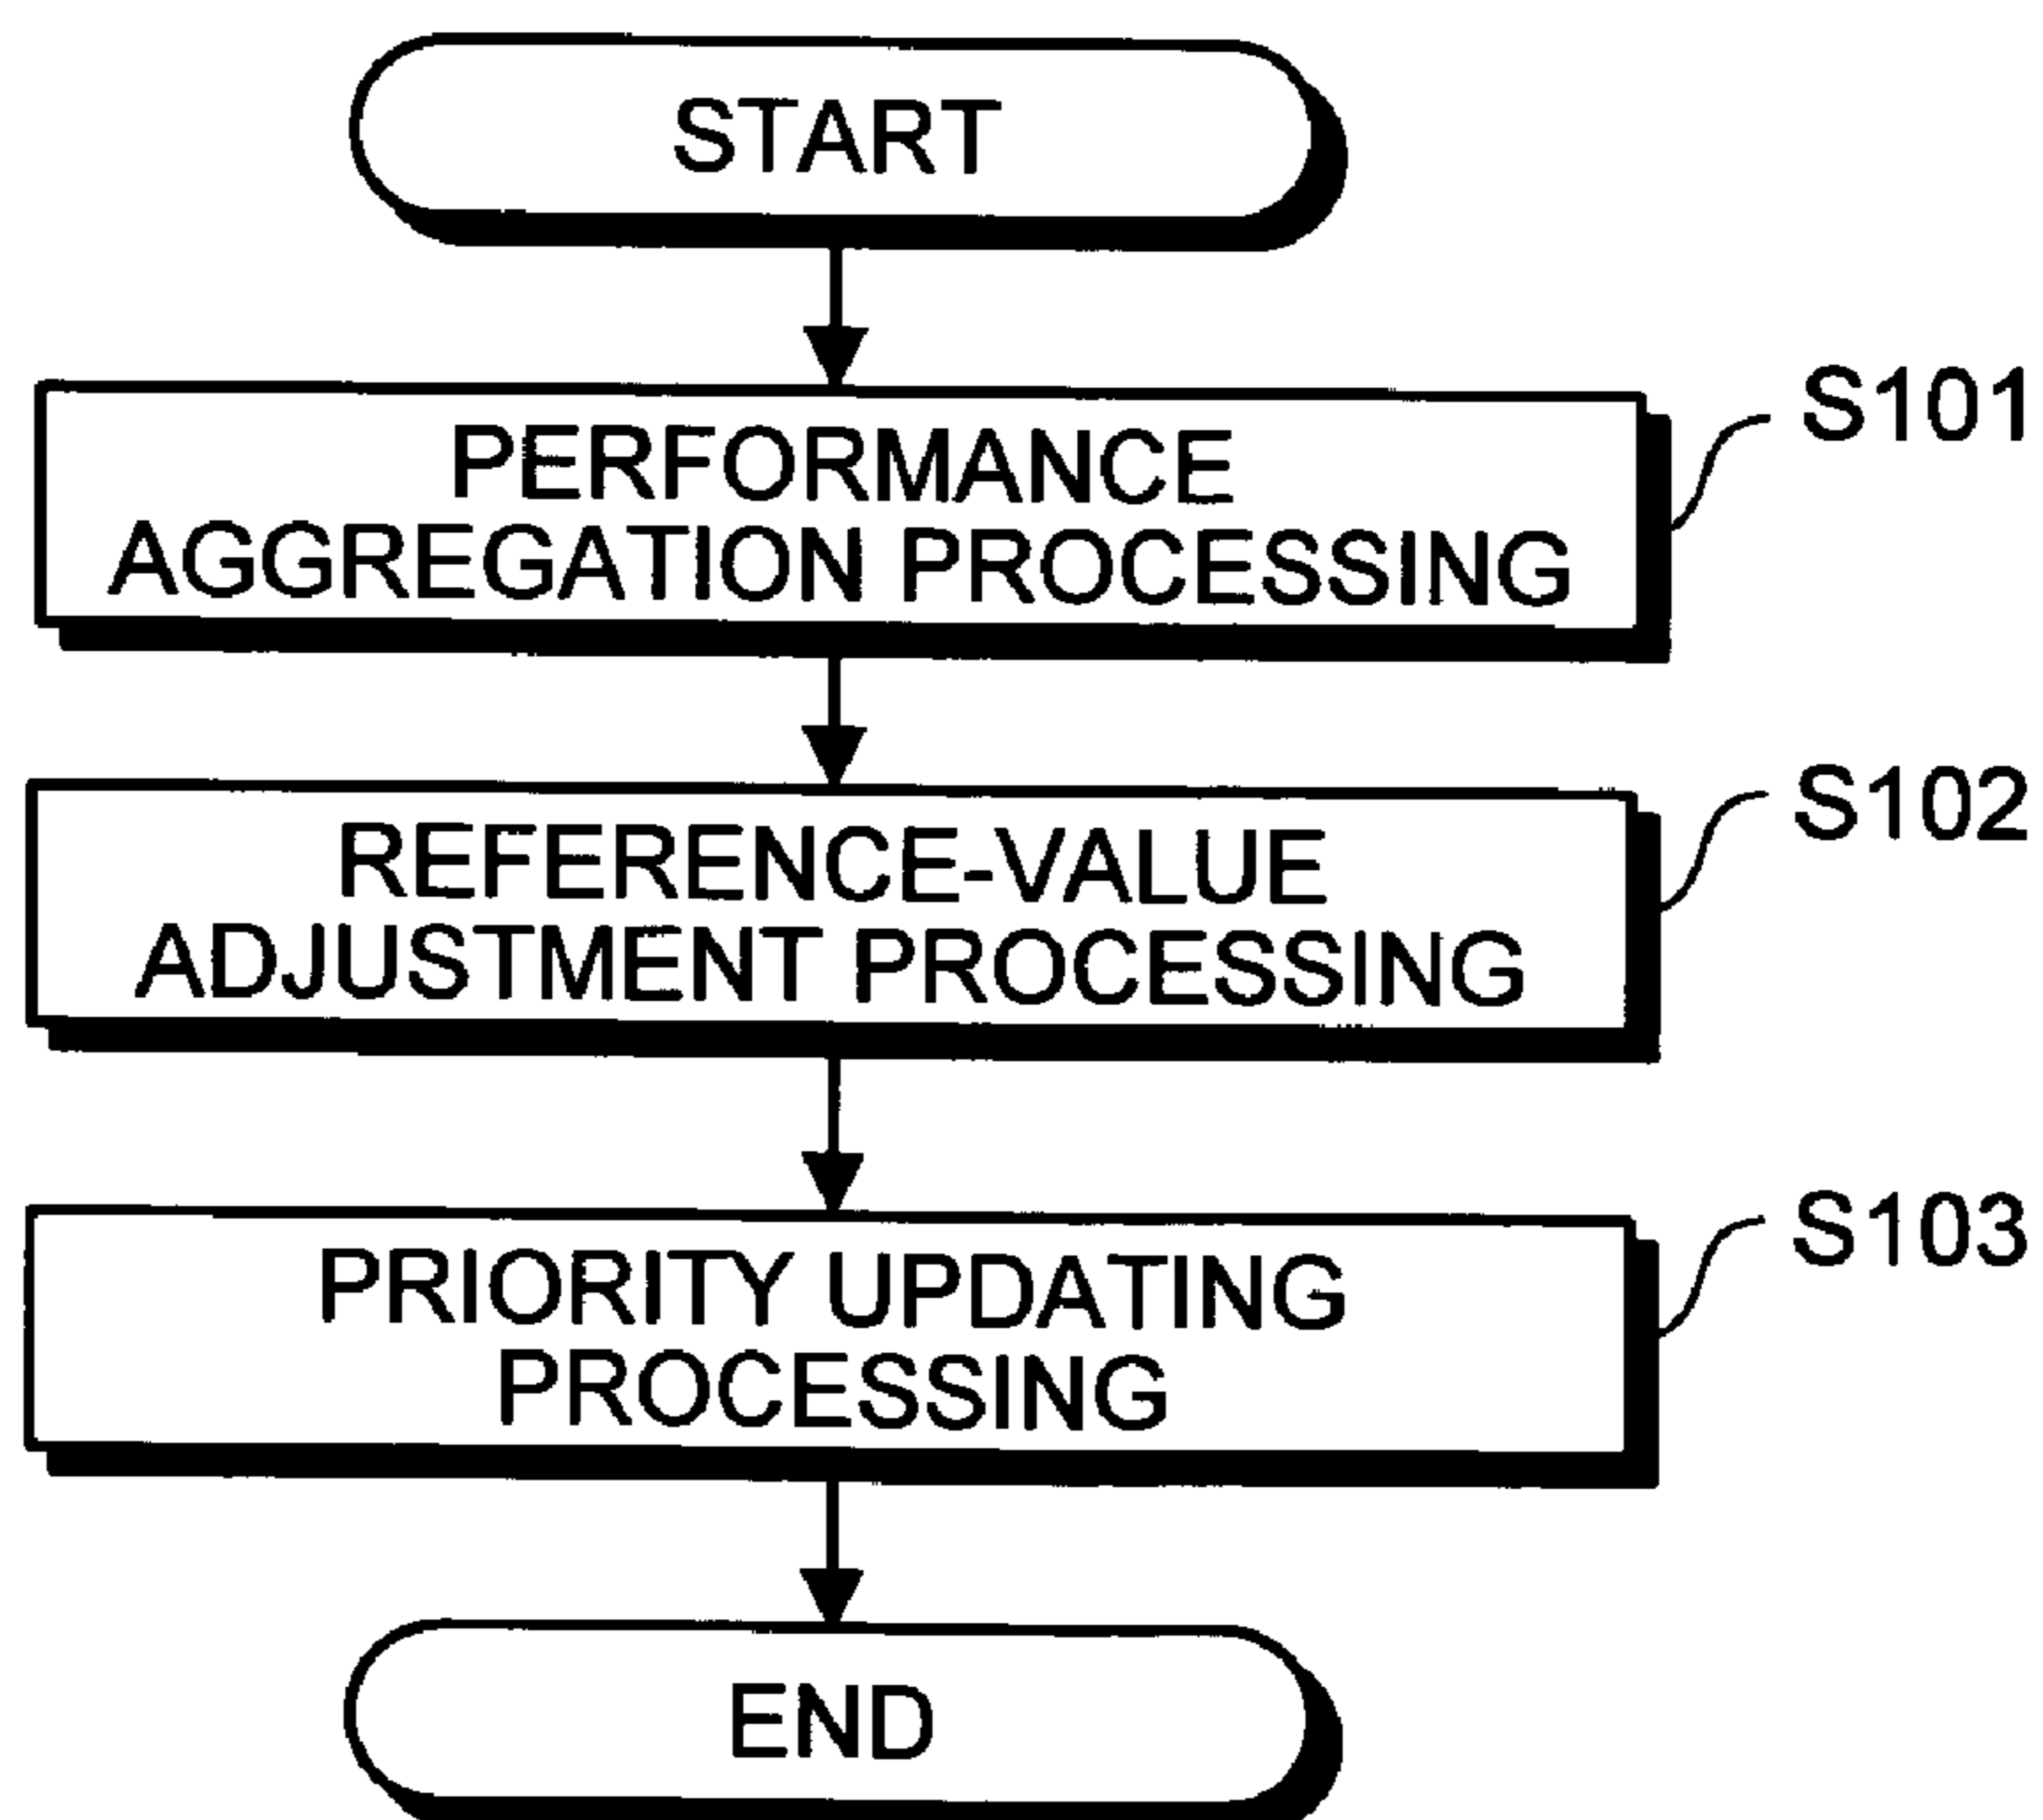 START
PERFORMANCE
AGGREGATION PROCESSING
S101
REFERENCE-VALUE
ADJUSTMENT PROCESSING
S102
PRIORITY UPDATING
PROCESSING
S103
END